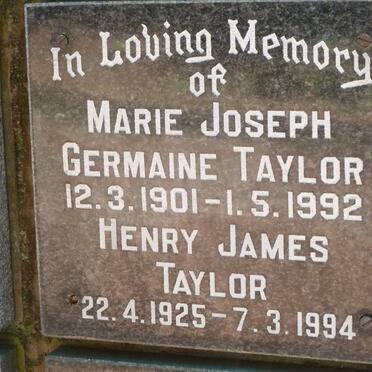 In Loving Memory
of
MARIE JOSEPH
GERMAINE TAYLOR
12.3.1901-1.5.1992
HENRY JAMES
TAYLOR
22.4.1925-7.3.1994